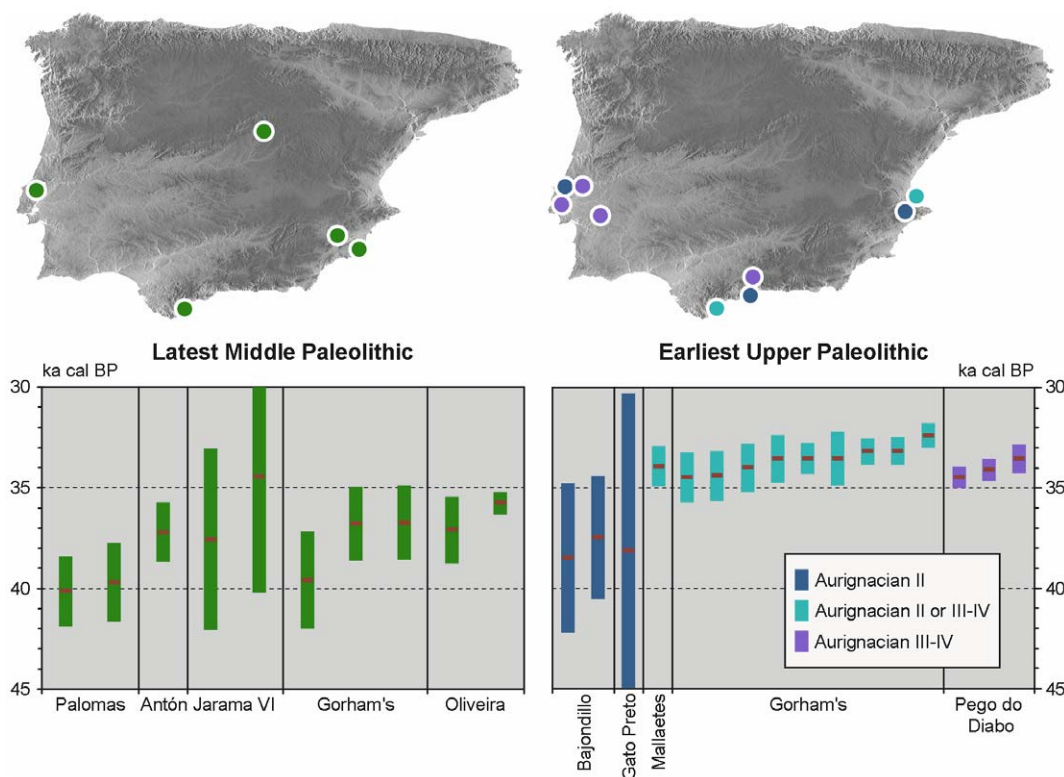 Latest Middle Paleolithic
Earliest Upper Paleolithic
ka cal BP
30
35
40
45
Palomas
Antón
Jarama VI
Gorham's
Oliveira
ka cal BP
30
35
40
45
Aurignacian II
Aurignacian II or III-IV
Aurignacian III-IV
Bajondillo
Gato Preto
Mallaetes
Gorham's
Pego do
Diabo